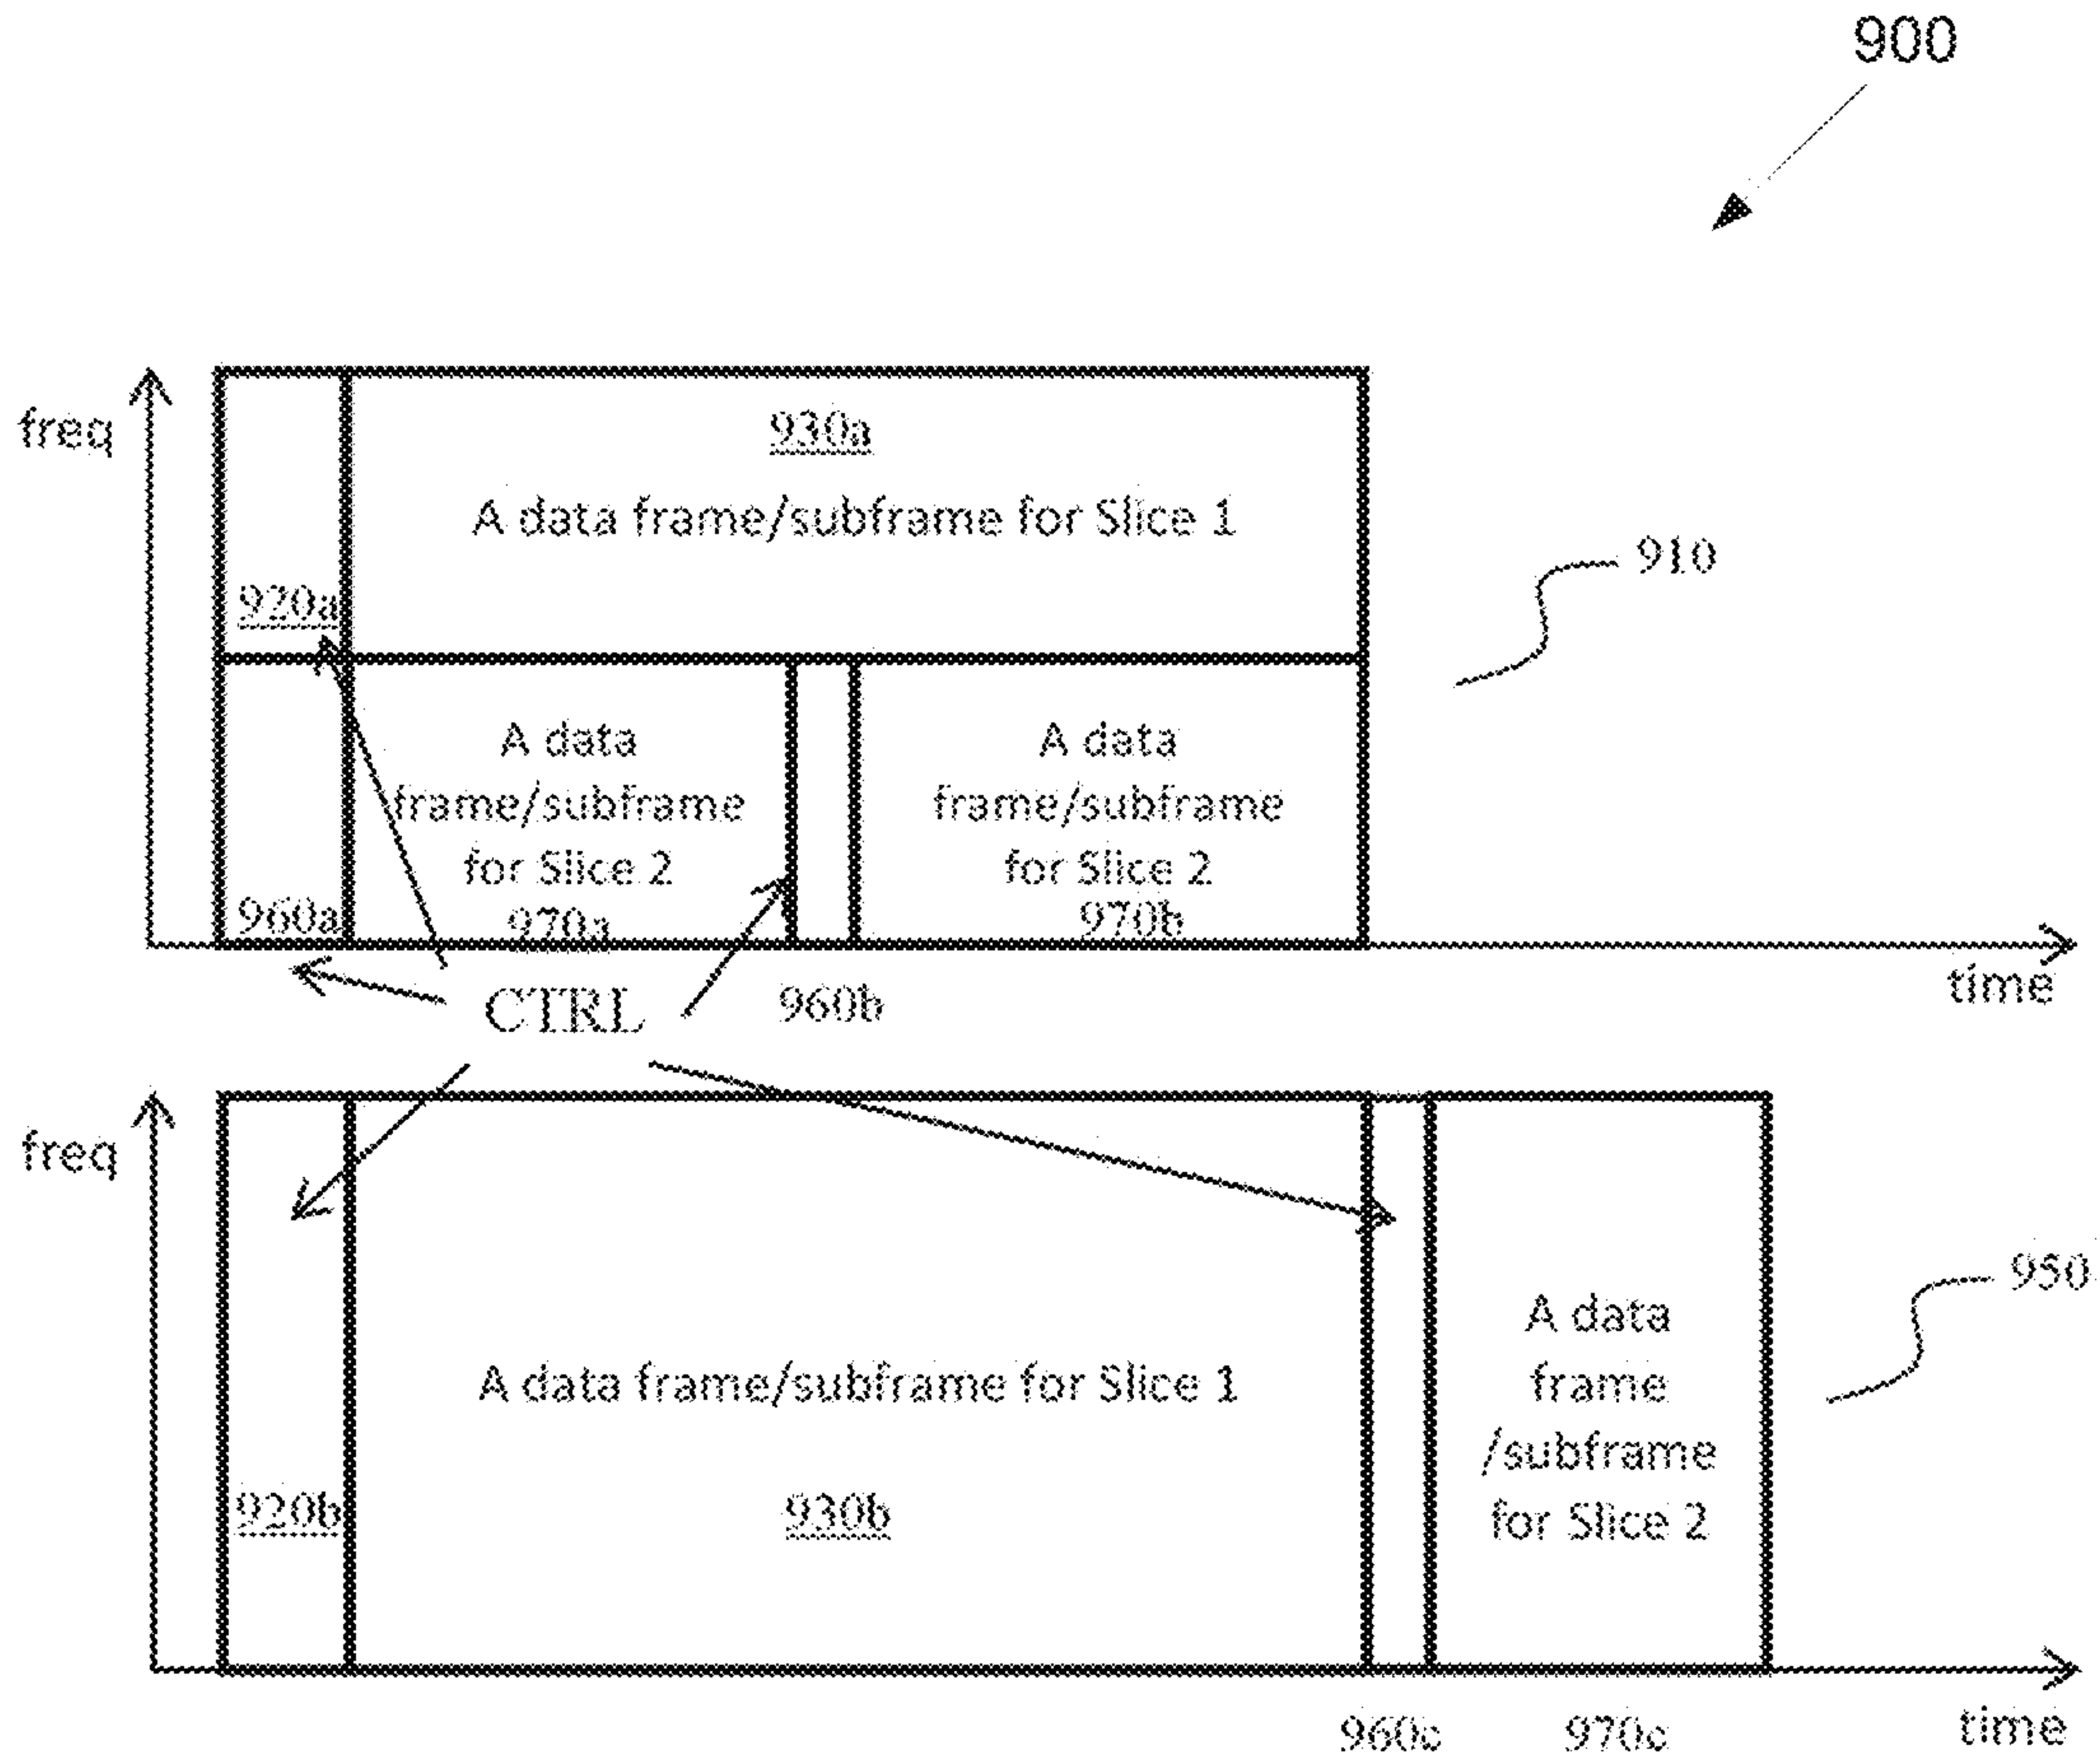 900
freq
930a
A data frame/subframe for Slice 1
910
920a
A data
frame/subframe
for Slice 2
970a
A data
frame/subframe
for Slice 2
970b
960a
time
CTRL
960b
freq
950
A data frame/subframe for Slice 1
930b
920b
A data
frame
/subframe
for Slice 2
960c
970c
time